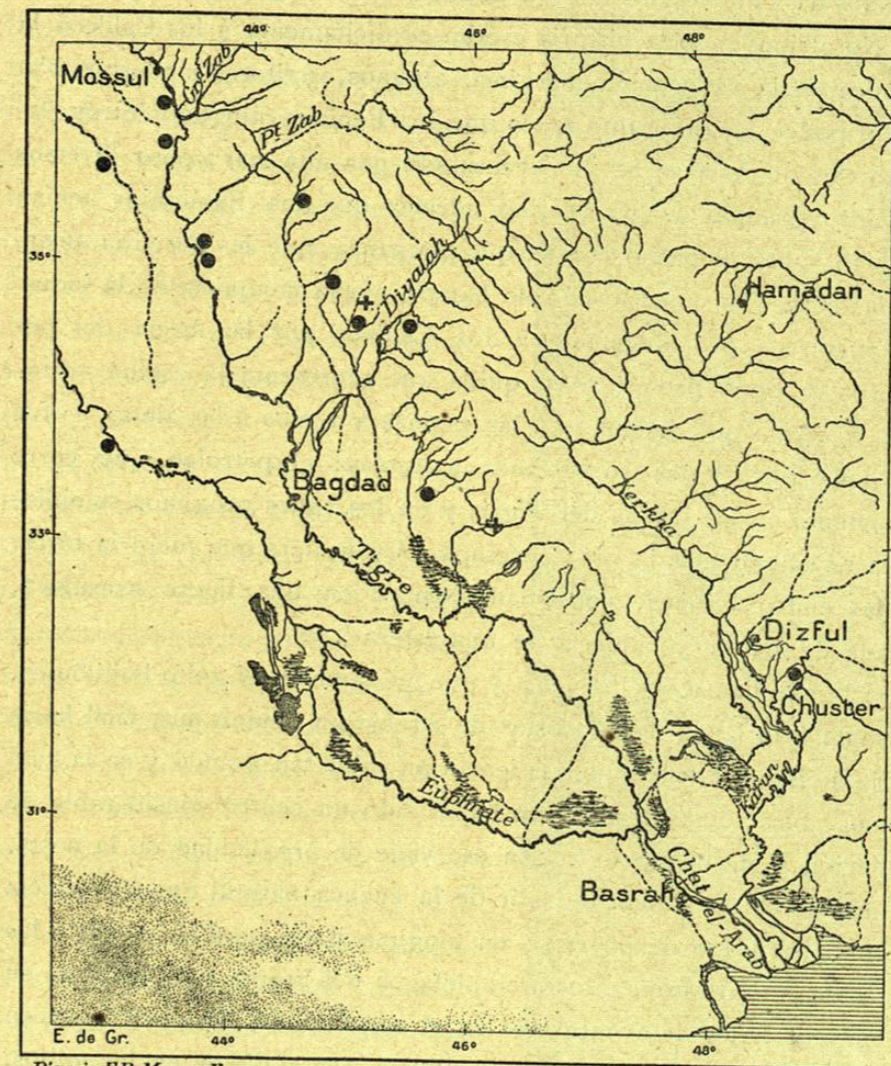 44°
46°
48°
Mossul
Gd Zab
Pt Zab
35°
Diyalah
Hamadan
Bagdad
Kerkha
33°
Tigre
Dizful
Chuster
Karun
Euphrate
31°
Chat
Basrah
el-Arab
E. de Gr.
44°
46°
48°